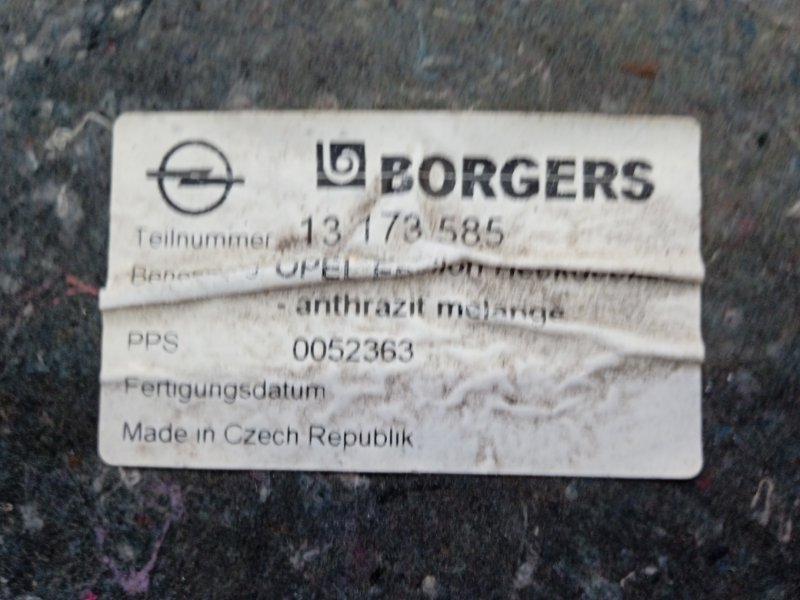 BORGERS
Teilnummer 13 173 585
OPEL
- anthrazit melange
PPS 0052363
Fertigungsdatum
Made in Czech Republik